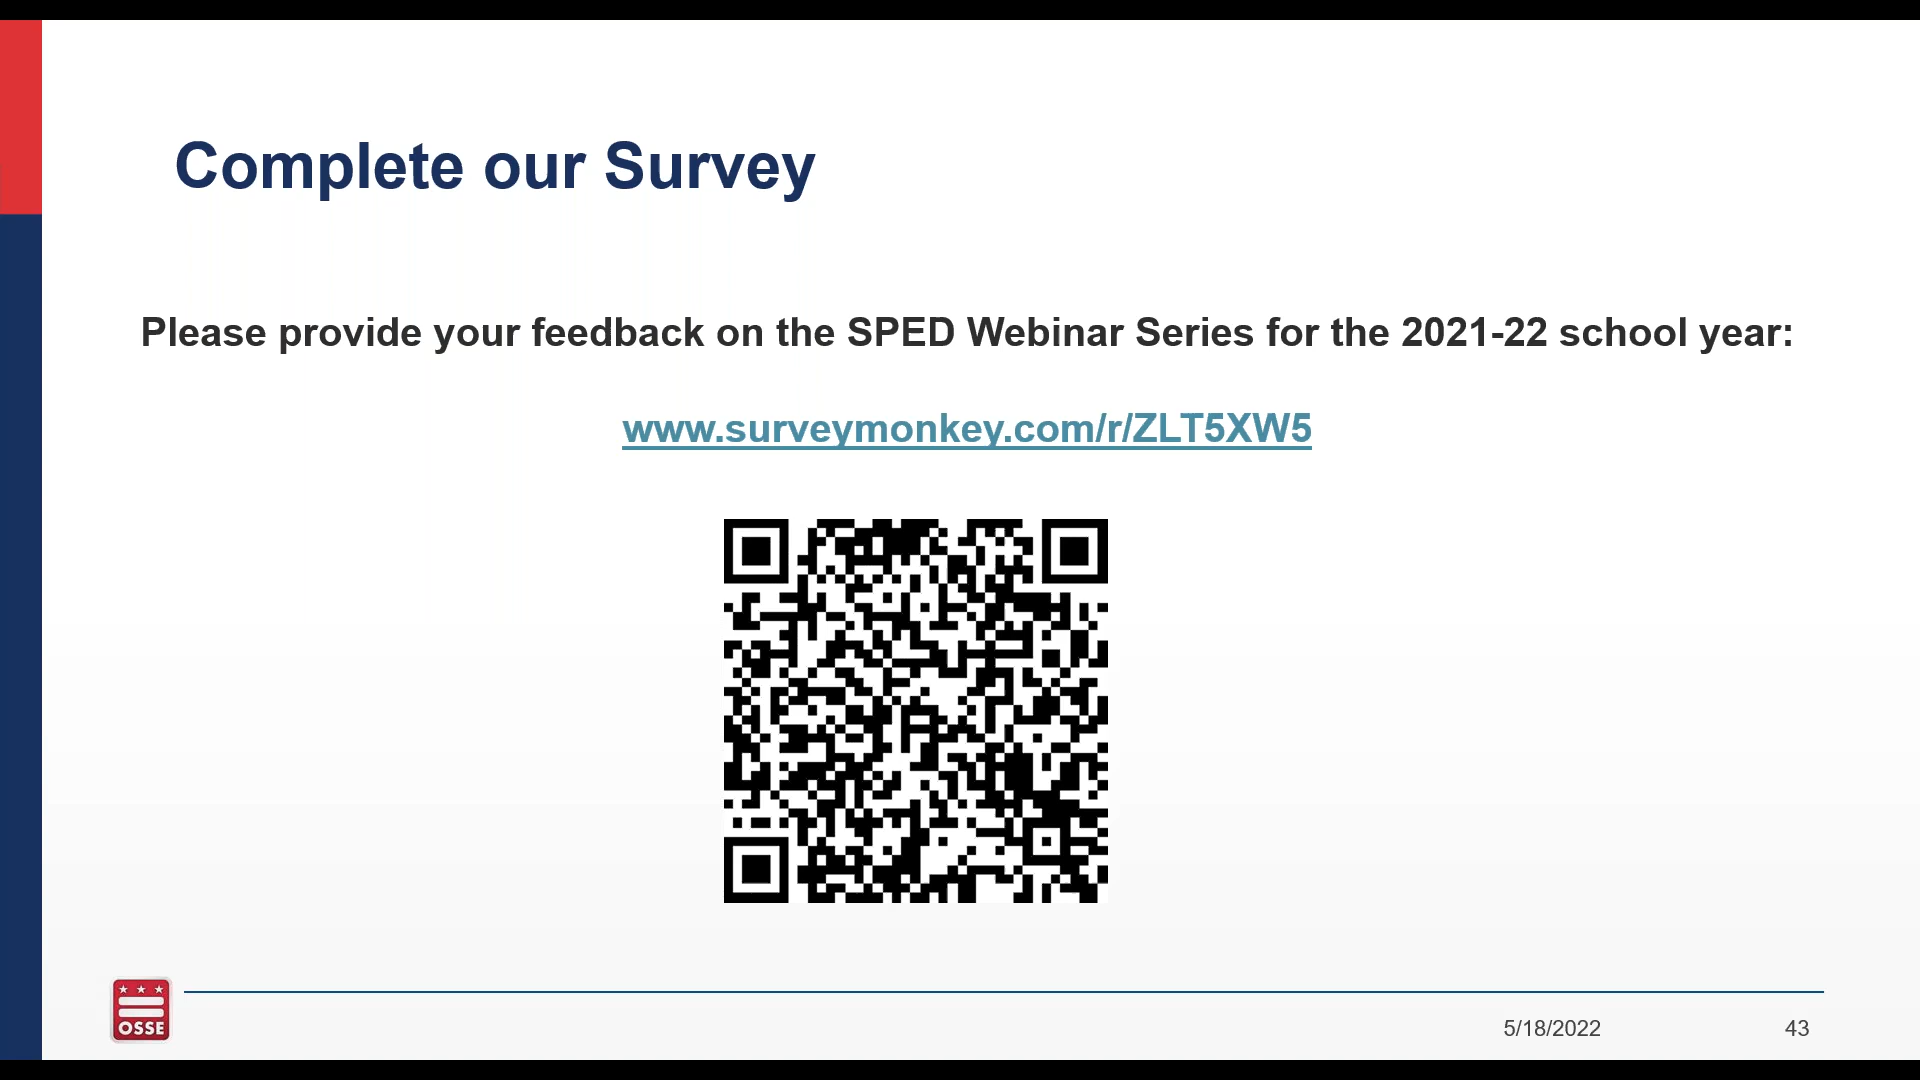 Complete our Survey
Please provide your feedback on the SPED Webinar Series for the 2021-22 school year:
www.surveymonkey.com/r/ZLT5XW5
OSSE
5/18/2022
43